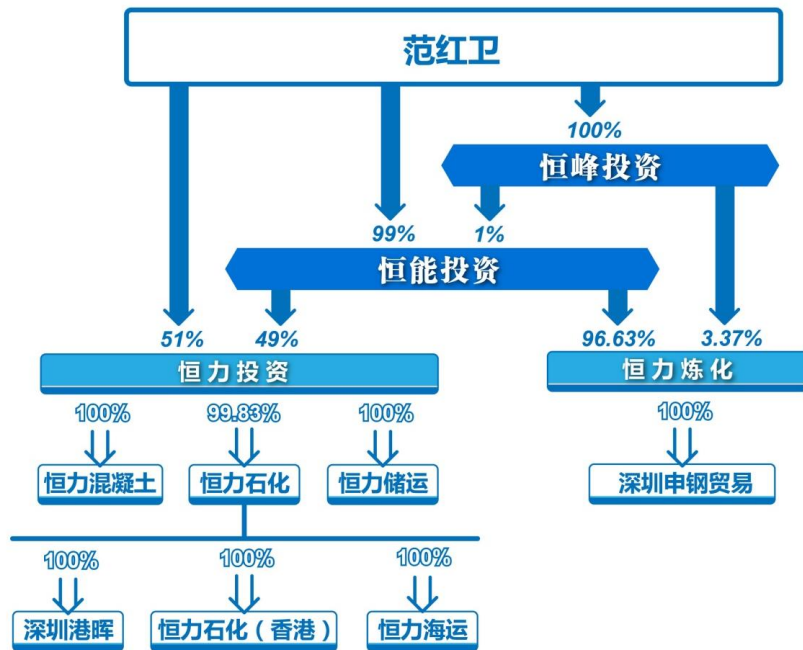 范红卫
100%
恒峰投资
99% 1%
恒能投资
51% 49% 96.63% 3.37%
恒力投资 恒力炼化
100% 99.83% 100% 100%
恒力混凝土 恒力石化 恒力储运 深圳申钢贸易
100% 100% 100%
深圳港晖 恒力石化（香港） 恒力海运